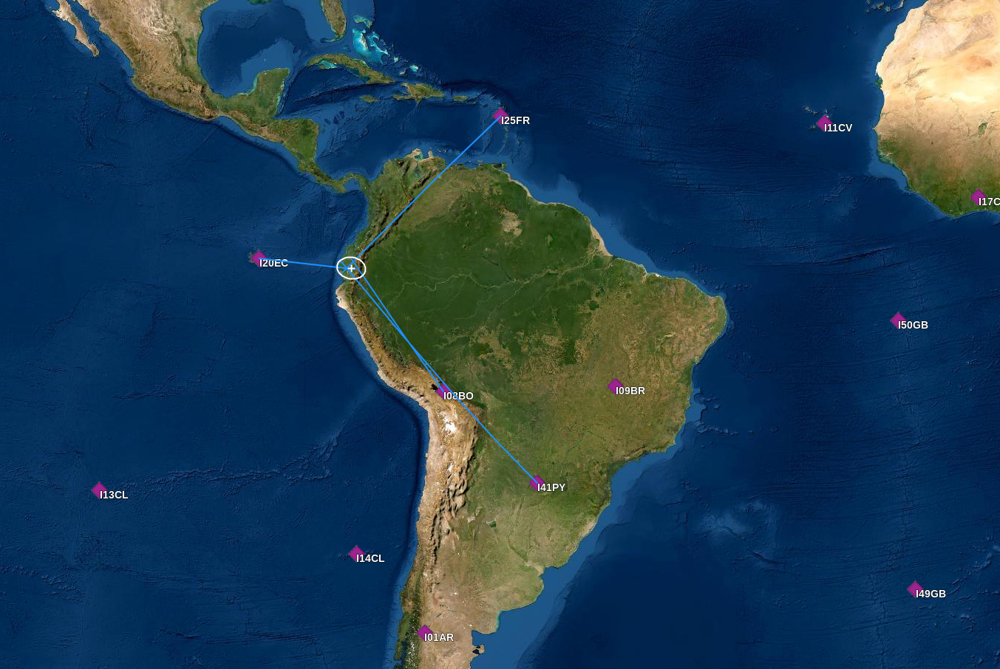 I25FR
I11CV
I17C
I20EC
I50GB
I09BR
I08BO
I41PY
I13CL
I14CL
I49GB
I01AR